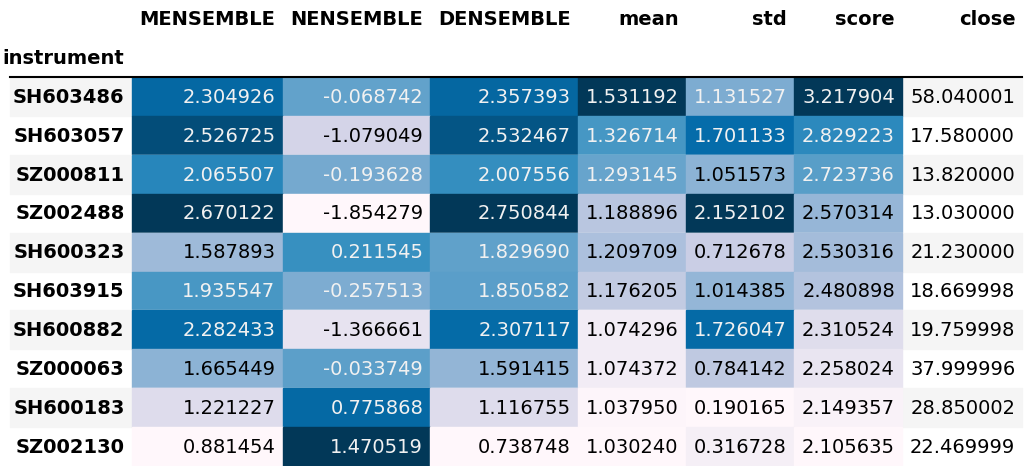 MENSEMBLE NENSEMBLE DENSEMBLE mean std score close
instrument
SH603486 2.304926 -0.068742 2.357393 1.531192 1.131527 3.217904 58.040001
SH603057 2.526725 -1.079049 2.532467 1.326714 1.701133 2.829223 17.580000
SZ000811 2.065507 -0.193628 2.007556 1.293145 1.051573 2.723736 13.820000
SZ002488 2.670122 -1.854279 2.750844 1.188896 2.152102 2.570314 13.030000
SH600323 1.587893 0.211545 1.829690 1.209709 0.712678 2.530316 21.230000
SH603915 1.935547 -0.257513 1.850582 1.176205 1.014385 2.480898 18.669998
SH600882 2.282433 -1.366661 2.307117 1.074296 1.726047 2.310524 19.759998
SZ000063 1.665449 -0.033749 1.591415 1.074372 0.784142 2.258024 37.999996
SH600183 1.221227 0.775868 1.116755 1.037950 0.190165 2.149357 28.850002
SZ002130 0.881454 1.470519 0.738748 1.030240 0.316728 2.105635 22.469999